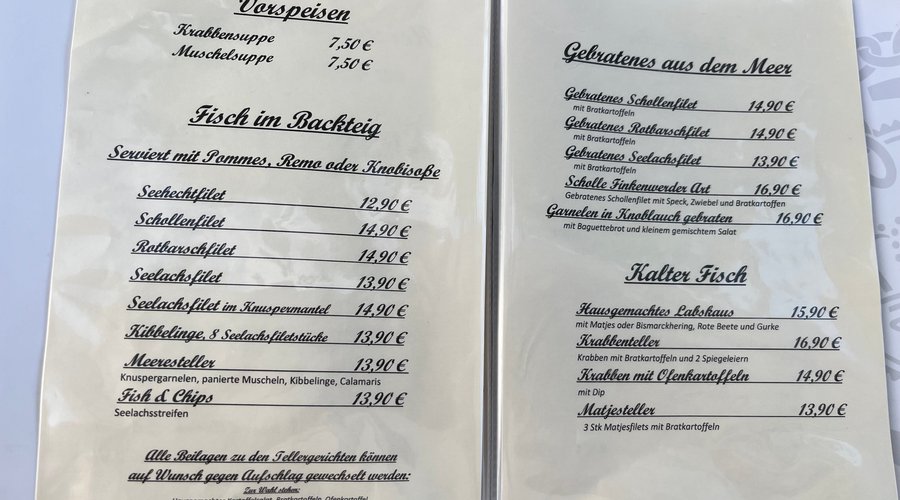 Vorspeisen
Krabbensuppe 7,50 €
Muschelsuppe 7,50 €
Fisch im Backteig
Serviert mit Pommes, Remo oder Knobisoße
Seehechtfilet 12,90 €
Schollenfilet 14,90 €
Rotbarschfilet 14,90 €
Seelachsfilet 13,90 €
Seelachsfilet im Knuspermantel 14,90 €
Kibbelinge, 8 Seelachsfiletstücke 13,90 €
Meeresteller 13,90 €
Knuspergarnelen, panierte Muscheln, Kibbelinge, Calamaris
Fish & Chips 13,90 €
Seelachsstreifen
Alle Beilagen zu den Tellergerichten können
auf Wunsch gegen Aufschlag gewechselt werden:
Zur Wahl stehen:
Hausgemachter Kartoffelsalat, Bratkartoffeln, Ofenkartoffel
Gebratenes aus dem Meer
Gebratenes Schollenfilet 14,90 €
mit Bratkartoffeln
Gebratenes Rotbarschfilet 14,90 €
mit Bratkartoffeln
Gebratenes Seelachsfilet 13,90 €
mit Bratkartoffeln
Scholle Finkenwerder Art 16,90 €
Gebratenes Schollenfilet mit Speck, Zwiebel und Bratkartoffen
Garnelen in Knoblauch gebraten 16,90 €
mit Baguettebrot und kleinem gemischtem Salat
Kalter Fisch
Hausgemachtes Labskaus 15,90 €
mit Matjes oder Bismarckhering, Rote Beete und Gurke
Krabbenteller 16,90 €
Krabben mit Bratkartoffeln und 2 Spiegeleiern
Krabben mit Ofenkartoffeln 14,90 €
mit Dip
Matjesteller 13,90 €
3 Stk Matjesfilets mit Bratkartoffeln